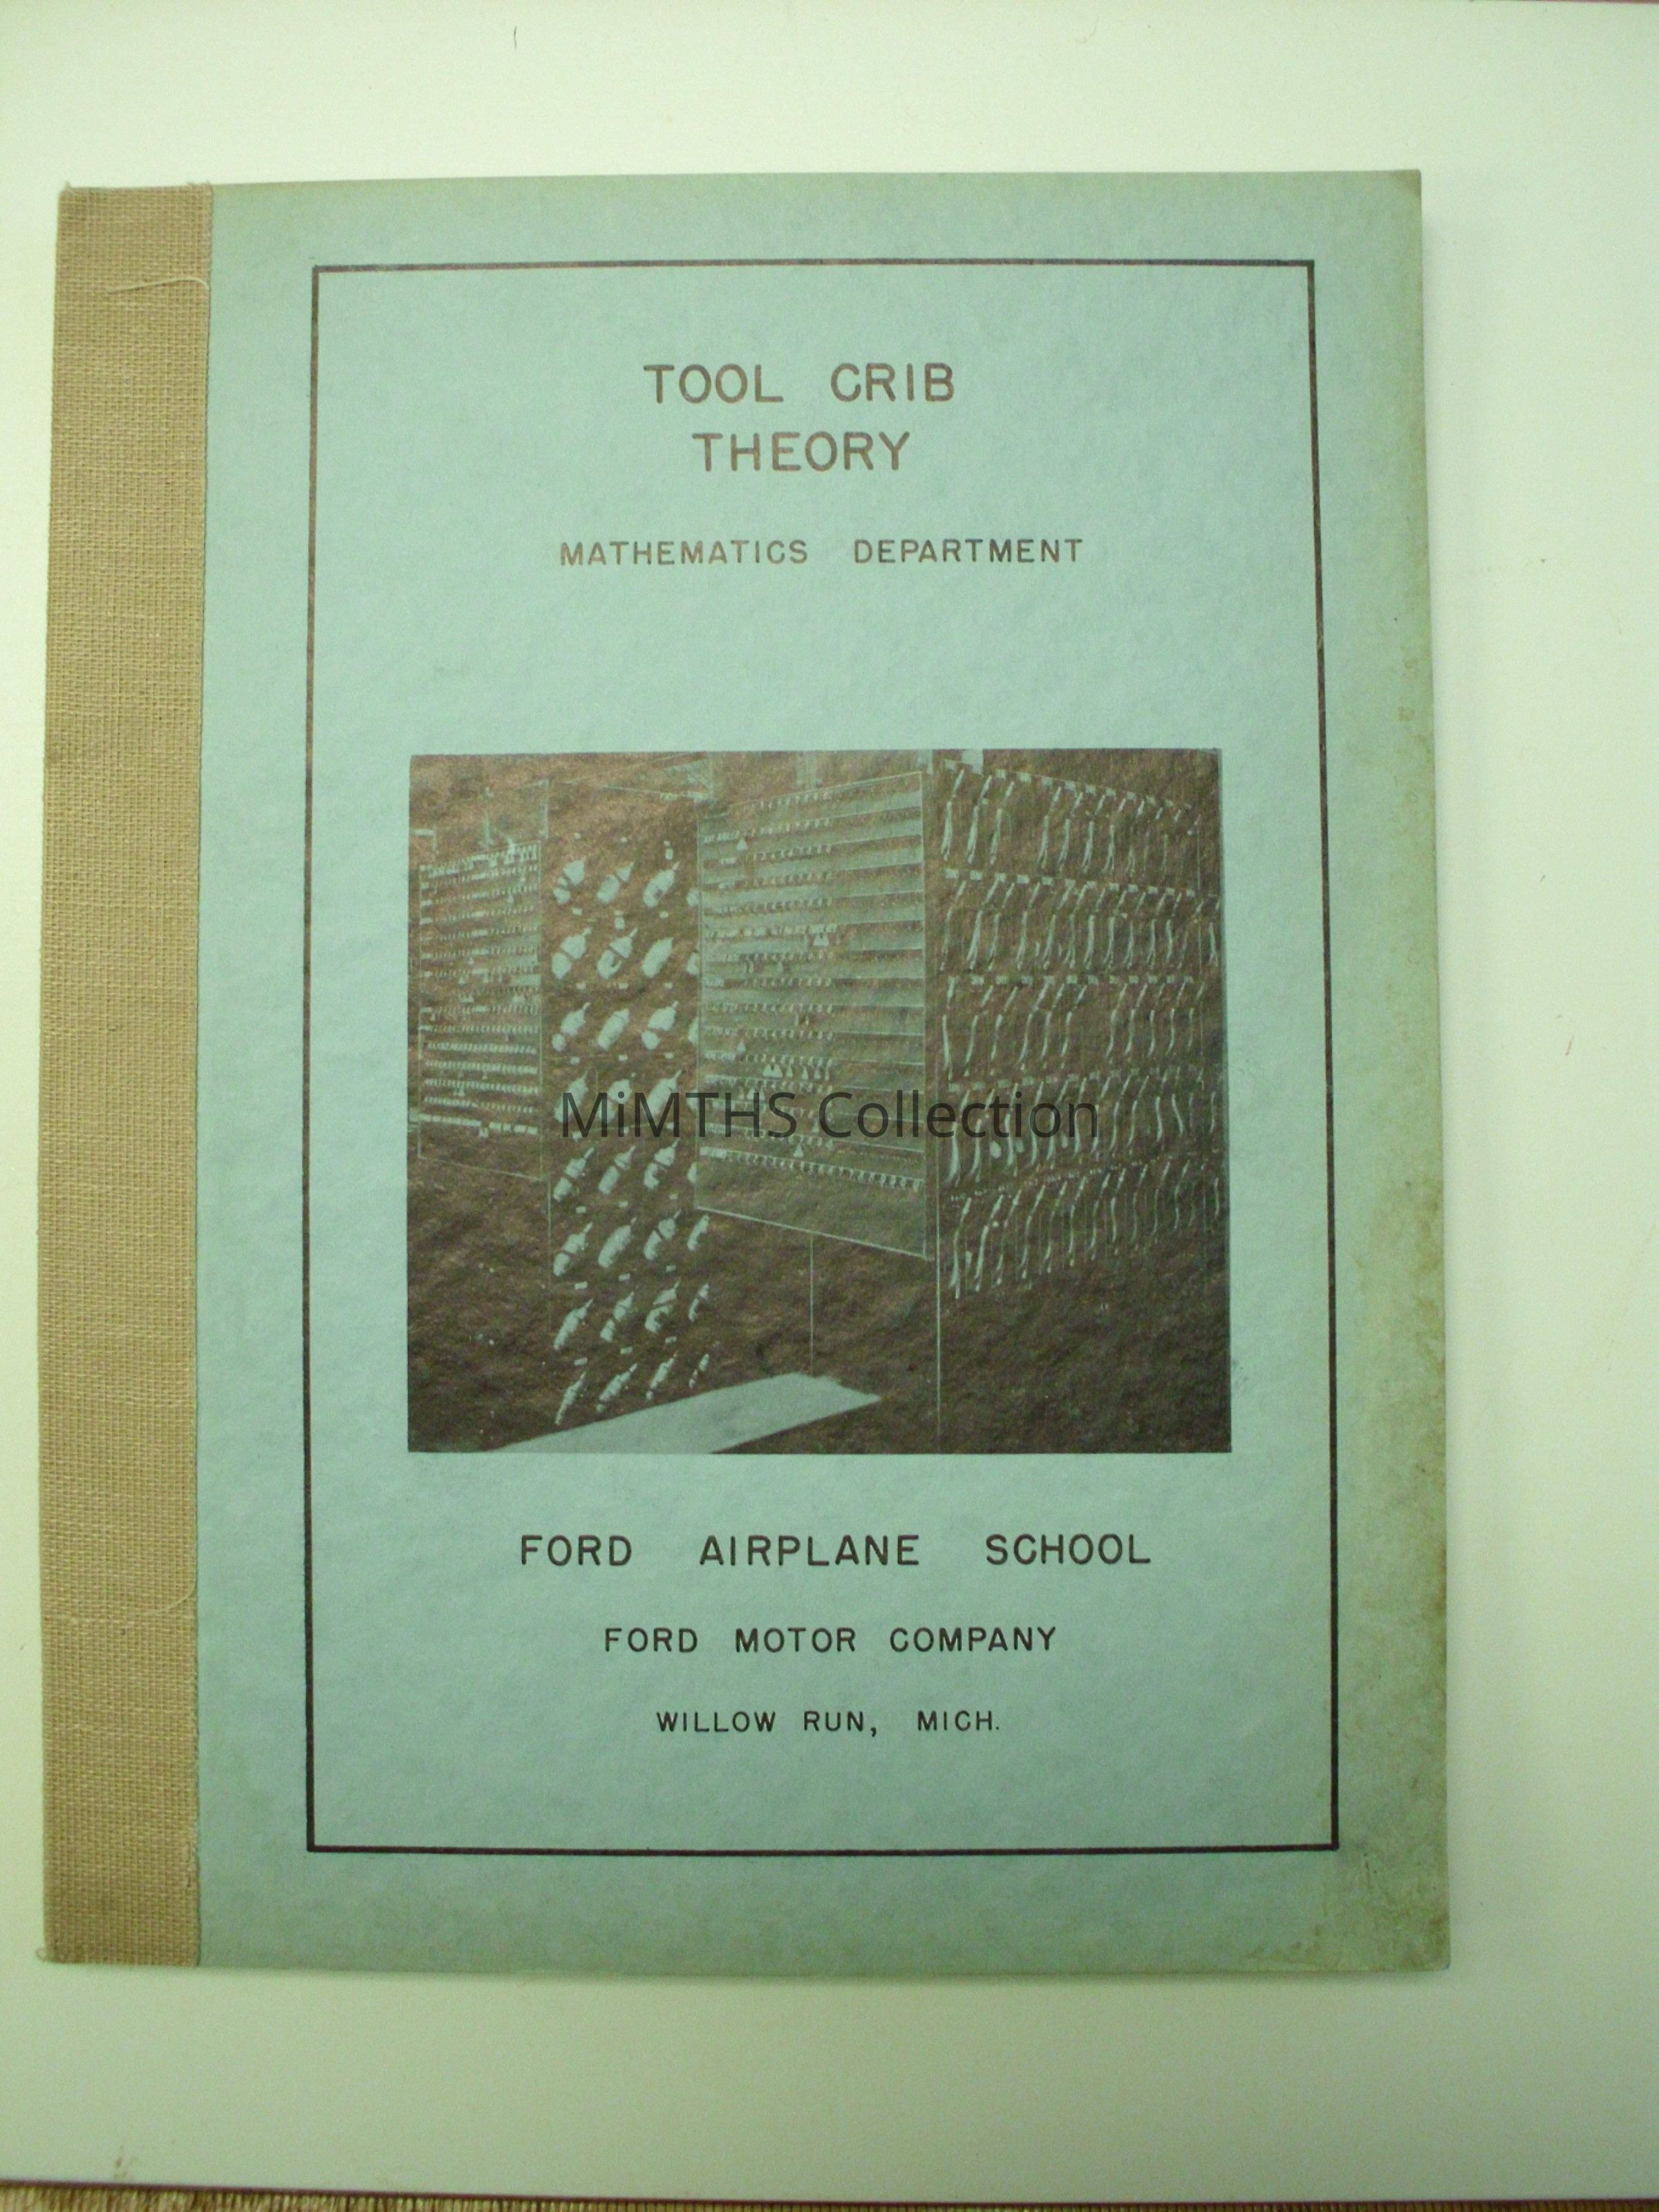 TOOL CRIB
THEORY
MATHEMATICS DEPARTMENT
MiMTHS Collection
FORD AIRPLANE SCHOOL
FORD MOTOR COMPANY
WILLOW RUN, MICH.